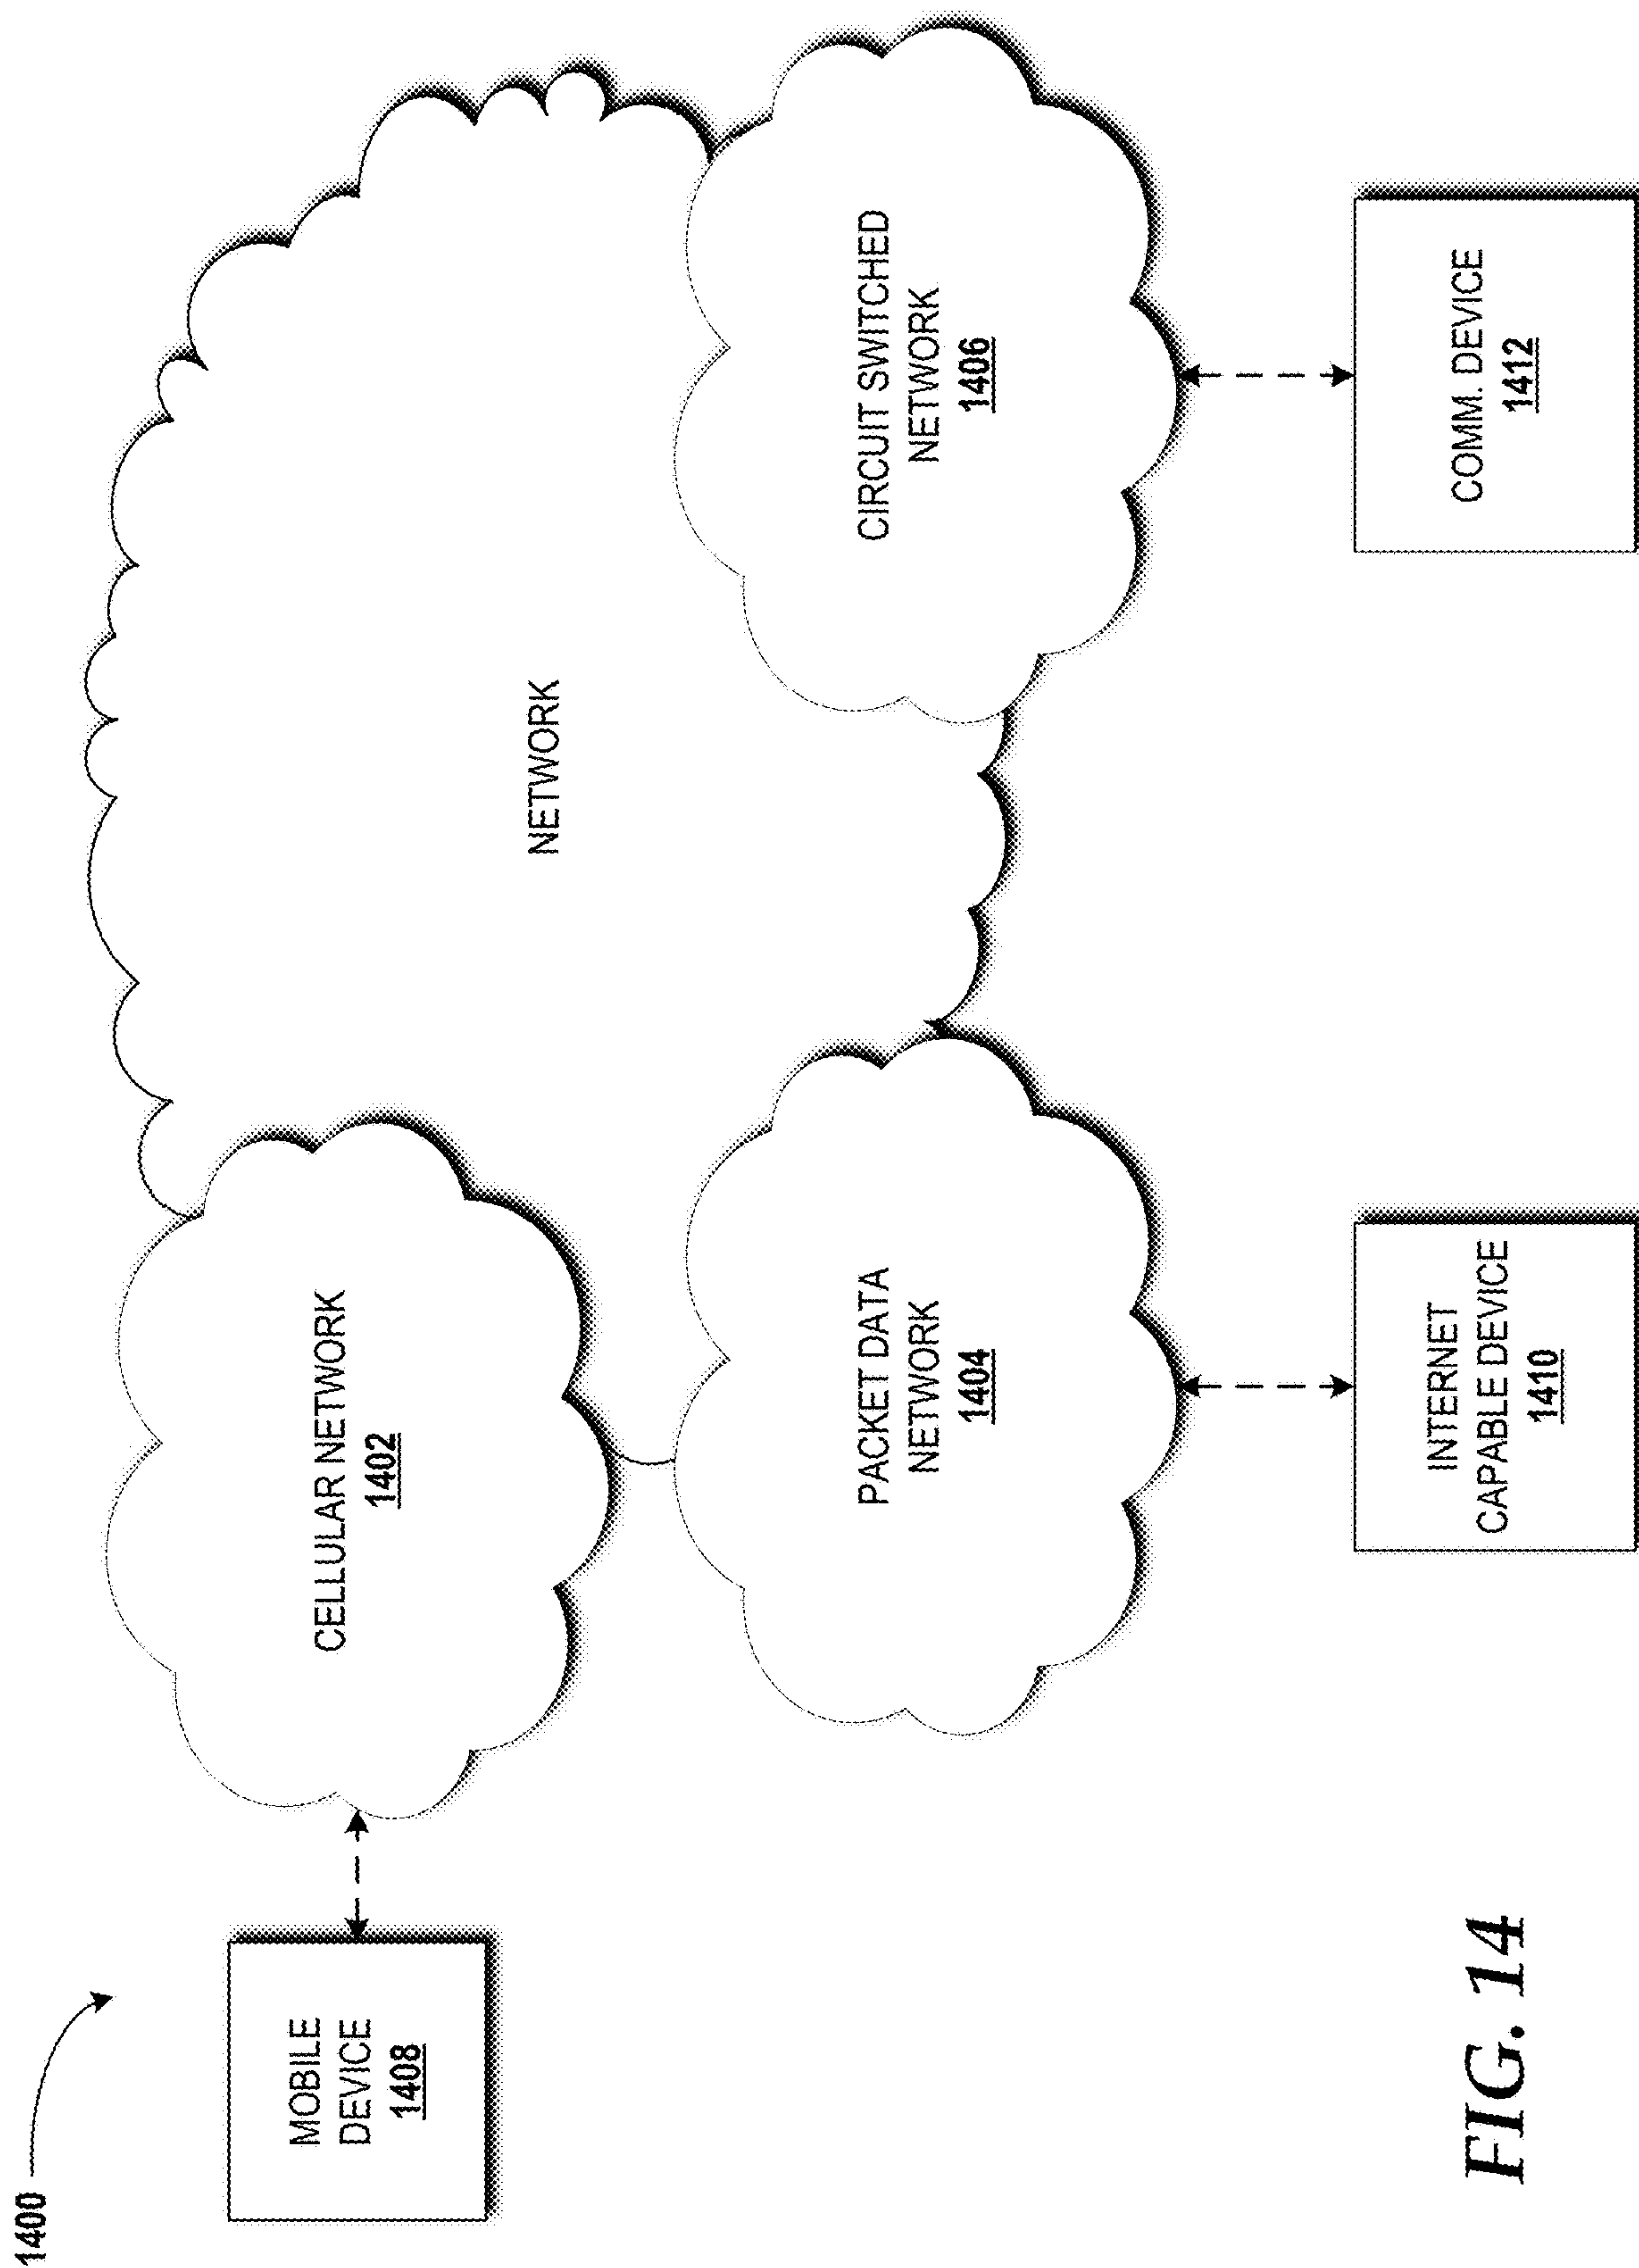 1400
MOBILE
DEVICE
1408
CELLULAR NETWORK
1402
NETWORK
PACKET DATA
NETWORK
1404
CIRCUIT SWITCHED
NETWORK
1406
INTERNET
CAPABLE DEVICE
1410
COMM. DEVICE
1412
FIG. 14